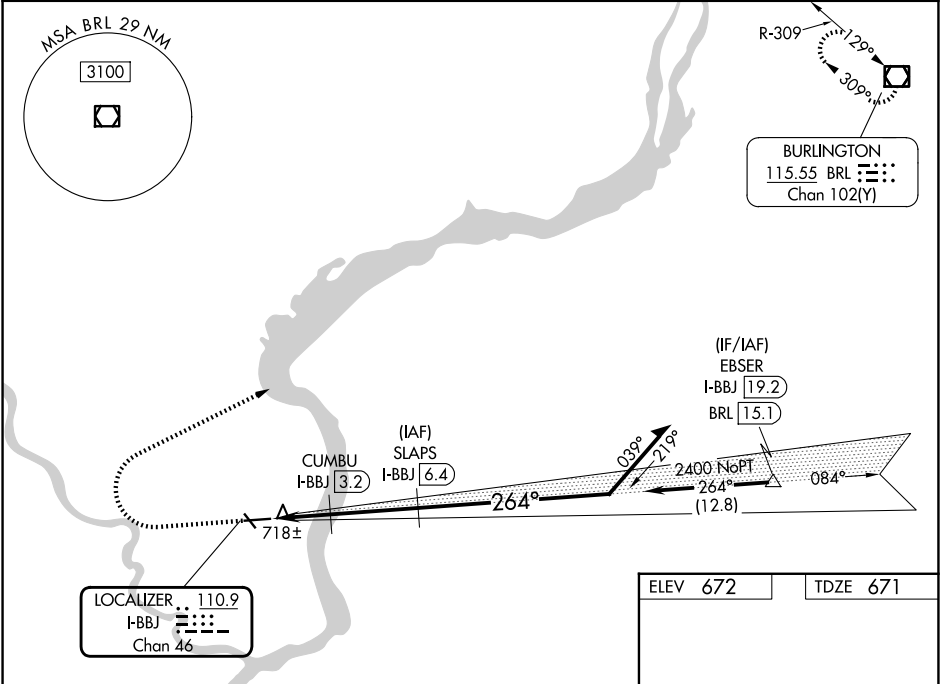 MSA BRL 29 NM
3100
R-309
129°
309°
BURLINGTON
115.55 BRL
Chan 102(Y)
(IF/IAF)
EBSER
I-BBJ 19.2
BRL 15.1
(IAF)
SLAPS
I-BBJ 6.4
CUMBU
I-BBJ 3.2
039°
219°
2400 NoPT
264°
(12.8)
084°
264°
718±
LOCALIZER 110.9
I-BBJ
Chan 46
ELEV 672
TDZE 671